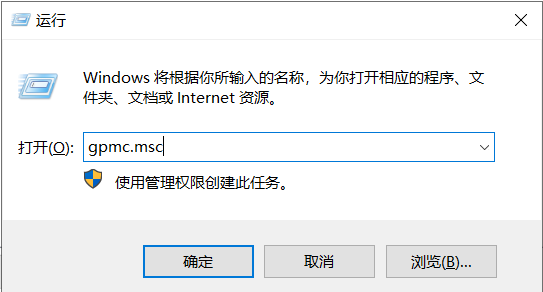 运行
Windows 将根据你所输入的名称，为你打开相应的程序、文
件夹、文档或 Internet 资源。
打开(O):
gpmc.msc
使用管理权限创建此任务。
确定
取消
浏览(B)...